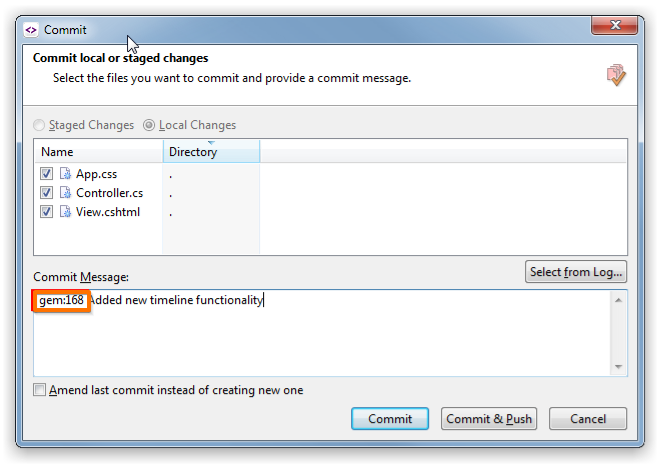 Commit
Commit local or staged changes
Select the files you want to commit and provide a commit message.
Staged Changes Local Changes
Name Directory
App.css .
Controller.cs .
View.cshtml .
Select from Log...
Commit Message:
gem:168 Added new timeline functionality
Amend last commit instead of creating new one
Commit Commit & Push Cancel